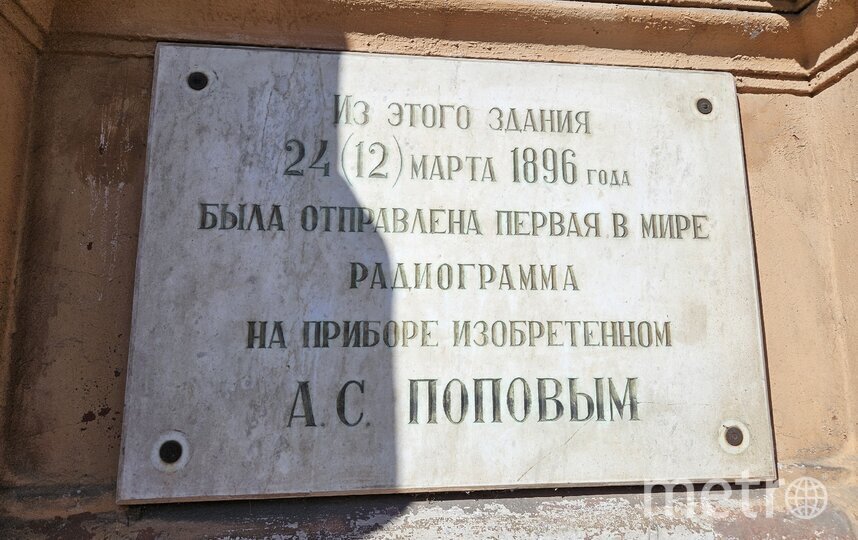 Из этого здания
24 (12) марта 1896 года
была отправлена первая в мире
радиограмма
на приборе изобретенном
А. С. Поповым
metro